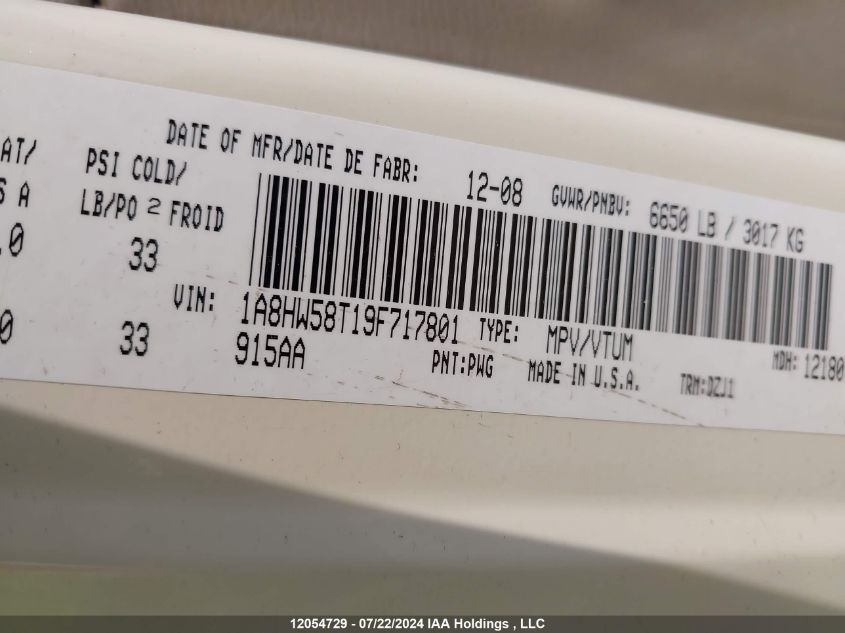 DATE OF MFR/DATE DE FABR: 12-08 GVWR/PNBV: 6650 LB / 3017 KG
AT/ PSI COLD/
S A LB/PO 2 FROID
.0 33
VIN: 1A8HW58T19F717801 TYPE: MPV/VTUM MDH: 12180
0 33 915AA PNT:PWG MADE IN U.S.A. TRM:DZJ1
12054729 - 07/22/2024 IAA Holdings , LLC